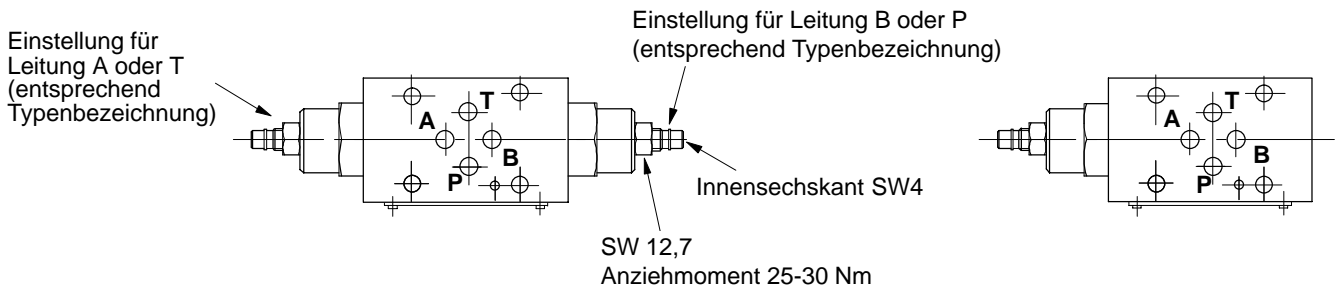 Einstellung für
Leitung A oder T
(entsprechend
Typenbezeichnung)
Einstellung für Leitung B oder P
(entsprechend Typenbezeichnung)
T
A
B
P
Innensechskant SW4
SW 12,7
Anziehmoment 25-30 Nm
T
A
B
P